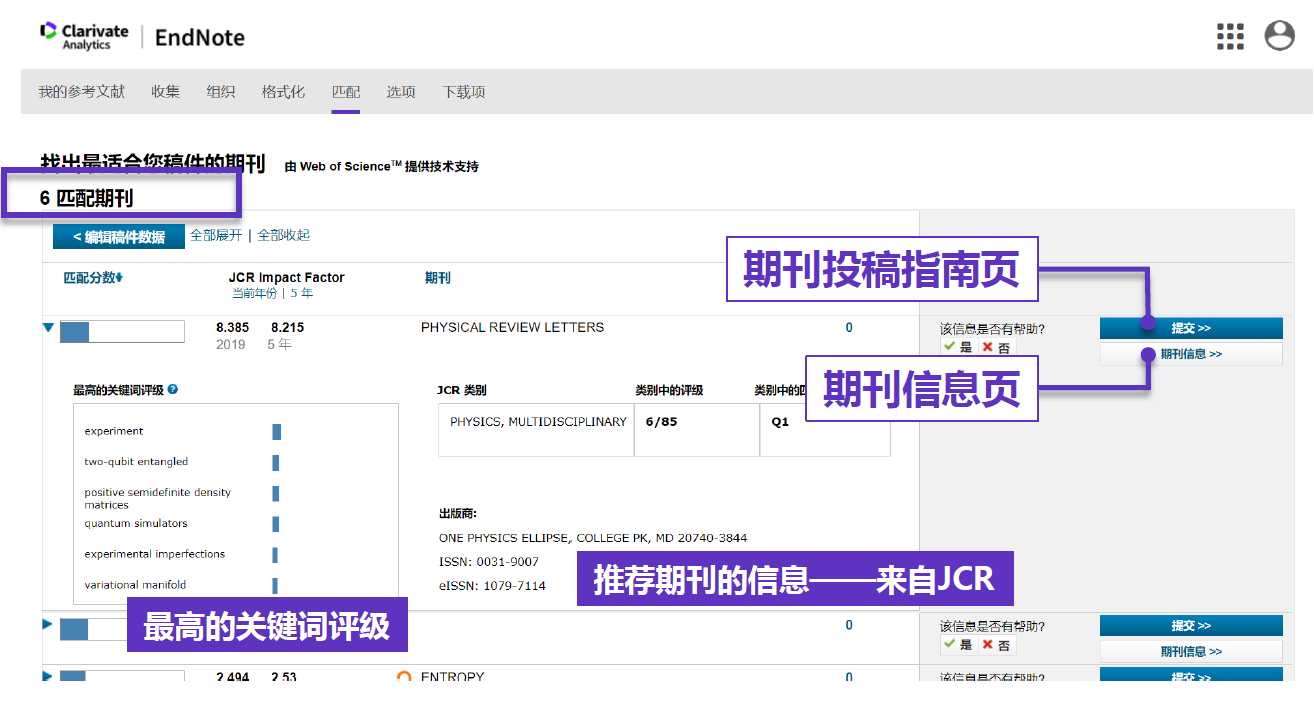 Clarivate
Analytics
EndNote
我的参考文献 收集 组织 格式化 匹配 选项 下载项
找出最适合您稿件的期刊 由 Web of Science™ 提供技术支持
6 匹配期刊
< 编辑稿件数据 全部展开 | 全部收起
期刊投稿指南页
匹配分数 JCR Impact Factor 期刊
当前年份 | 5 年
8.385 8.215 PHYSICAL REVIEW LETTERS 0 该信息是否有帮助? 提交 >>
2019 5 年 是 否 期刊信息 >>
期刊信息页
最高的关键词评级 ? JCR 类别 类别中的评级 类别中的
PHYSICS, MULTIDISCIPLINARY 6/85 Q1
experiment
two-qubit entangled
positive semidefinite density
matrices
quantum simulators
experimental imperfections
variational manifold
出版商:
ONE PHYSICS ELLIPSE, COLLEGE PK, MD 20740-3844
ISSN: 0031-9007
eISSN: 1079-7114
推荐期刊的信息——来自JCR
最高的关键词评级
0 该信息是否有帮助? 提交 >>
是 否 期刊信息 >>
2.494 2.53 ENTROPY 0 该信息是否有帮助? 提交 >>